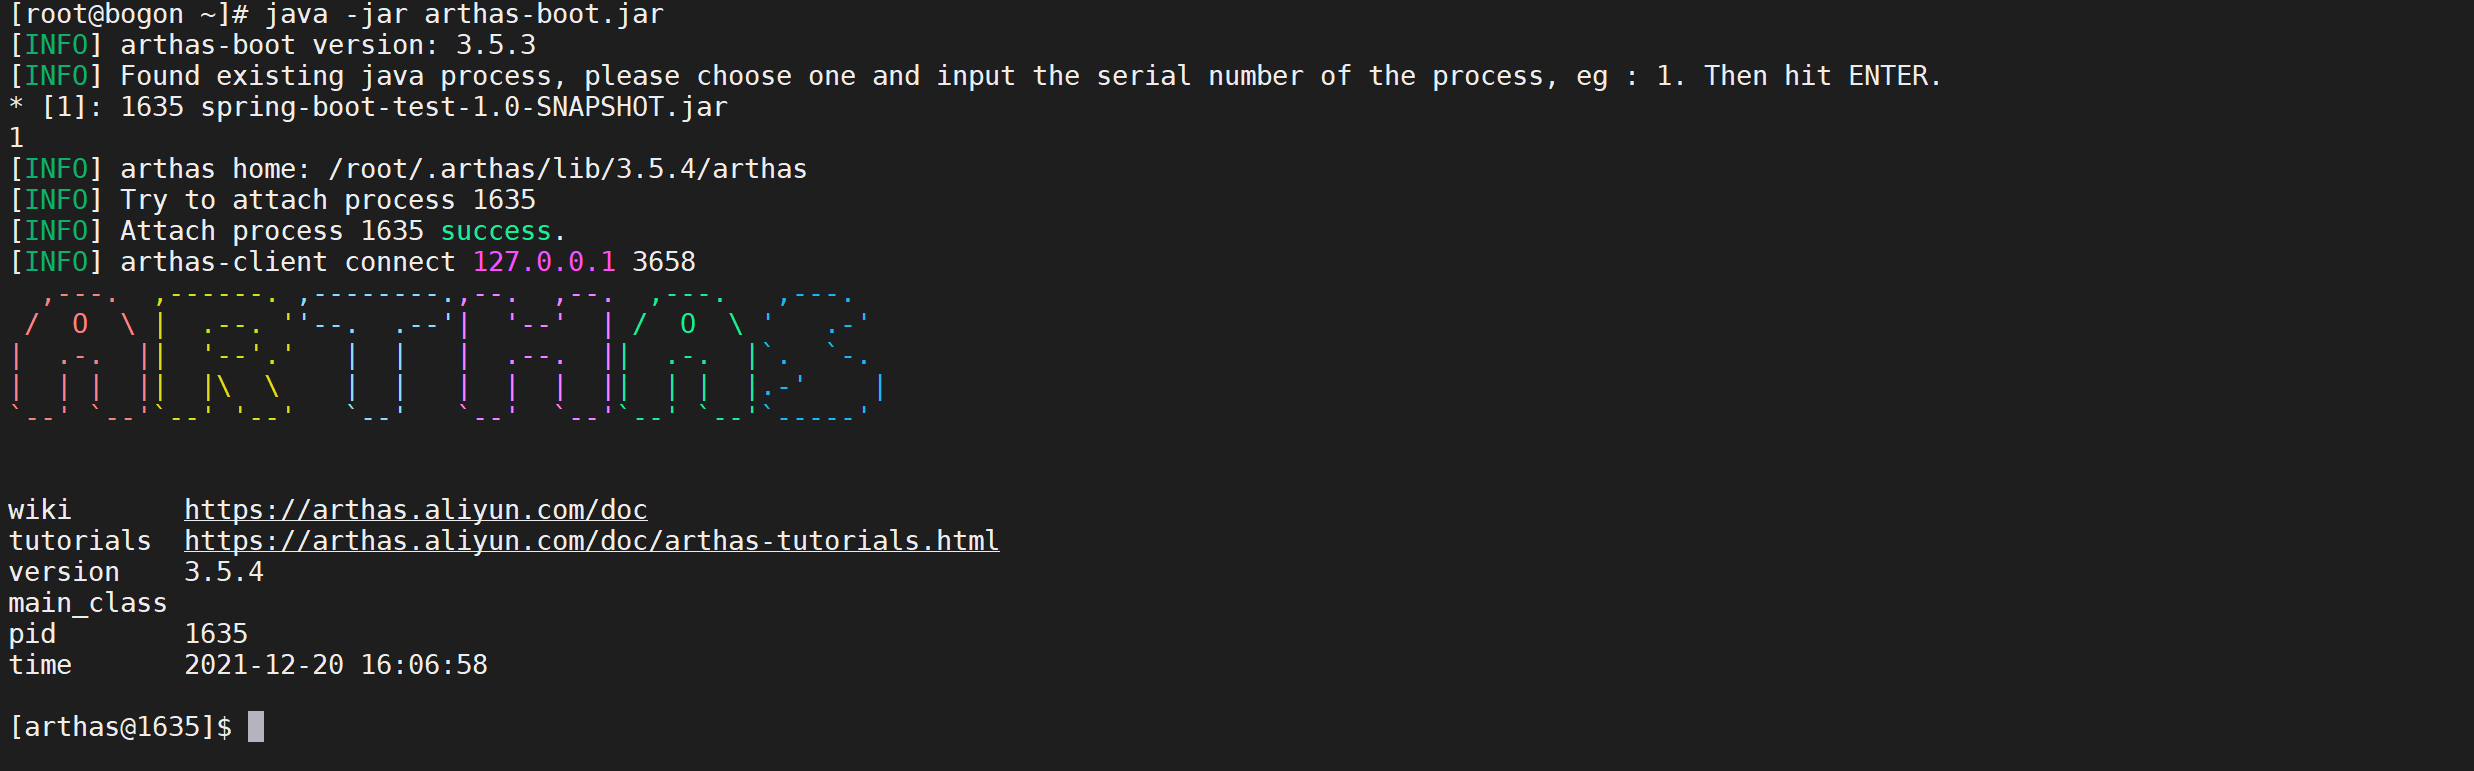 [root@bogon ~]# java -jar arthas-boot.jar
[INFO] arthas-boot version: 3.5.3
[INFO] Found existing java process, please choose one and input the serial number of the process, eg : 1. Then hit ENTER.
* [1]: 1635 spring-boot-test-1.0-SNAPSHOT.jar
1
[INFO] arthas home: /root/.arthas/lib/3.5.4/arthas
[INFO] Try to attach process 1635
[INFO] Attach process 1635 success.
[INFO] arthas-client connect 127.0.0.1 3658
  ,---.  ,------. ,--------.,--.  ,--.  ,---.   ,---.
 /  O  \ |  .--. ''--.  .--'|  '--'  | /  O  \ '   .-'
|  .-.  ||  '--'.'   |  |   |  .--.  ||  .-.  |`.  `-.
|  | |  ||  |\  \    |  |   |  |  |  ||  | |  |.-'    |
`--' `--'`--' '--'   `--'   `--'  `--'`--' `--'`-----'
wiki       https://arthas.aliyun.com/doc
tutorials  https://arthas.aliyun.com/doc/arthas-tutorials.html
version    3.5.4
main_class
pid        1635
time       2021-12-20 16:06:58
[arthas@1635]$